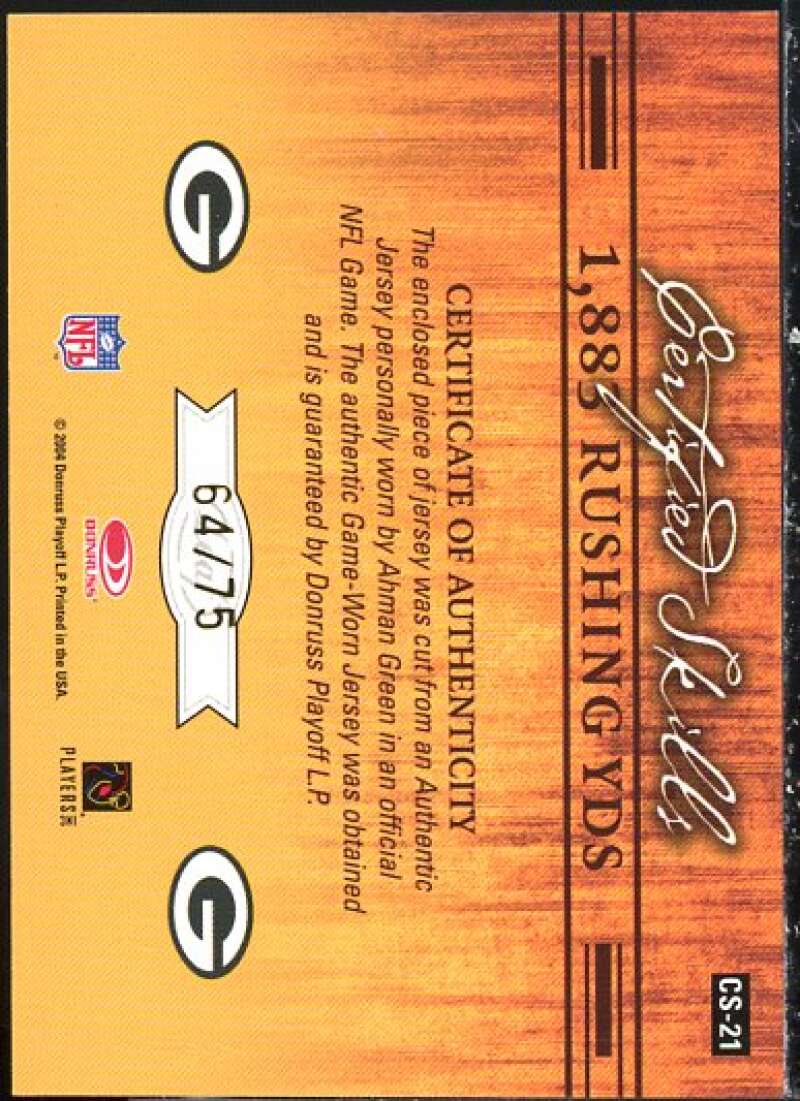 CS-21
Certified Skills
1,883 RUSHING YDS
CERTIFICATE OF AUTHENTICITY
The enclosed piece of jersey was cut from an Authentic
Jersey personally worn by Ahman Green in an official
NFL Game. The authentic Game-Worn Jersey was obtained
and is guaranteed by Donruss Playoff L.P.
G
G
64/75
NFL
DONRUSS
PLAYERS INC
© 2004 Donruss Playoff L.P. Printed in the USA.